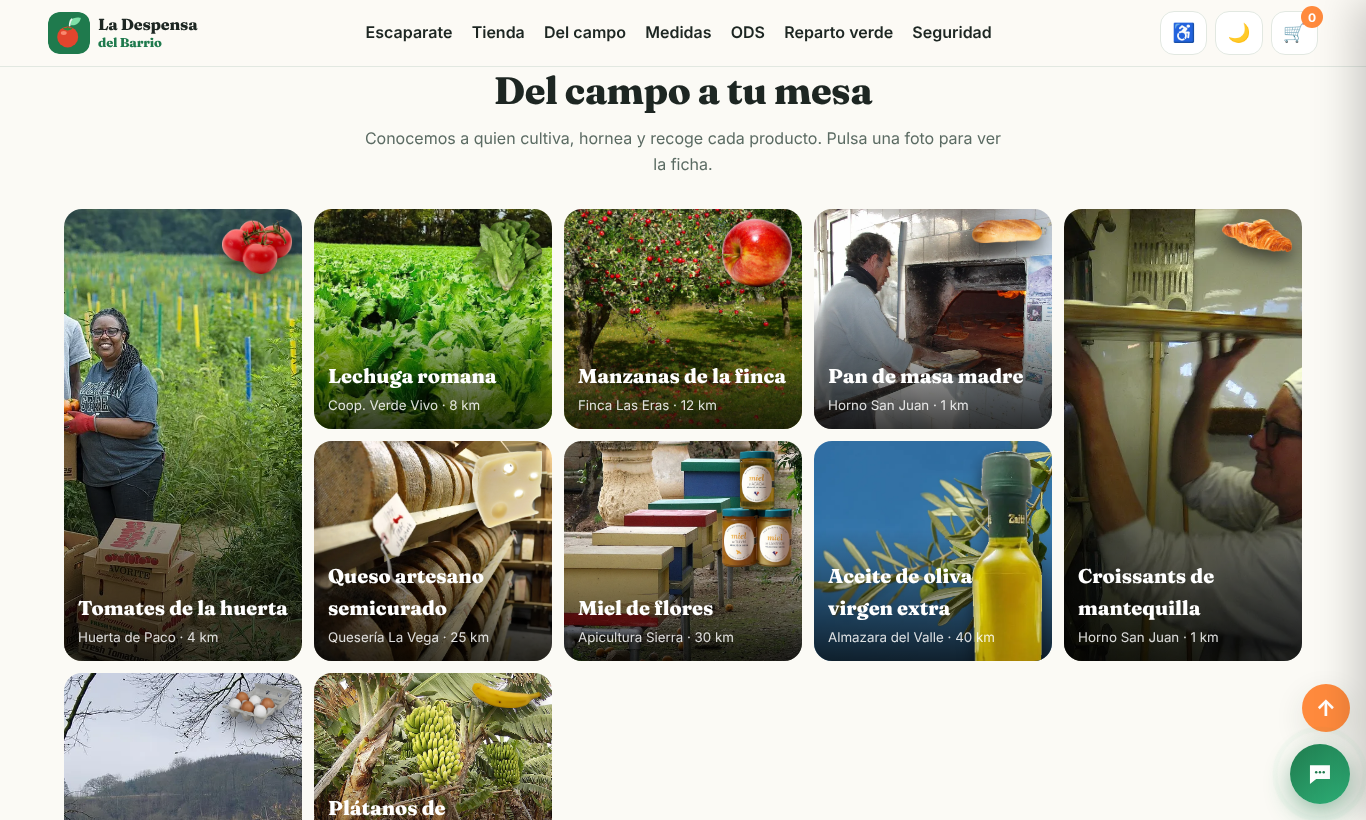 La Despensa
del Barrio
Escaparate
Tienda
Del campo
Medidas
ODS
Reparto verde
Seguridad
0
Del campo a tu mesa
Conocemos a quien cultiva, hornea y recoge cada producto. Pulsa una foto para ver
la ficha.
Tomates de la huerta
Huerta de Paco · 4 km
Lechuga romana
Coop. Verde Vivo · 8 km
Manzanas de la finca
Finca Las Eras · 12 km
Pan de masa madre
Horno San Juan · 1 km
Croissants de
mantequilla
Horno San Juan · 1 km
Queso artesano
semicurado
Quesería La Vega · 25 km
miel
miel
miel
Miel de flores
Apicultura Sierra · 30 km
Aceite de oliva
virgen extra
Almazara del Valle · 40 km
Plátanos de